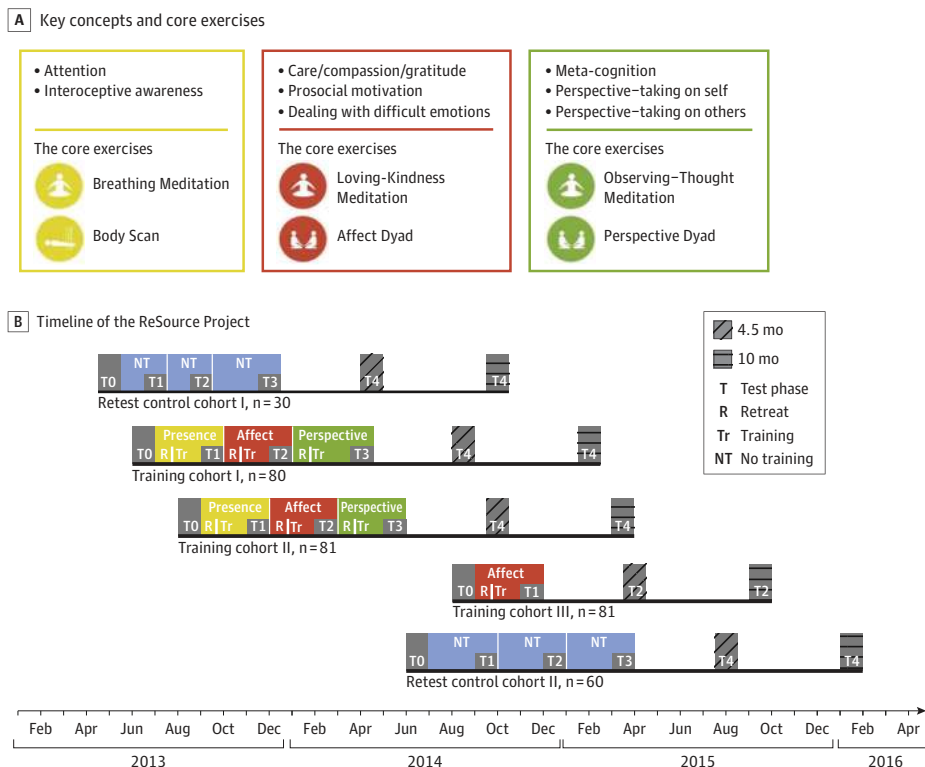 A Key concepts and core exercises
• Attention
• Interoceptive awareness
The core exercises
Breathing Meditation
Body Scan
• Care/compassion/gratitude
• Prosocial motivation
• Dealing with difficult emotions
The core exercises
Loving-Kindness
Meditation
Affect Dyad
• Meta-cognition
• Perspective-taking on self
• Perspective-taking on others
The core exercises
Observing-Thought
Meditation
Perspective Dyad
B Timeline of the ReSource Project
4.5 mo
10 mo
T Test phase
R Retreat
Tr Training
NT No training
NT NT NT
T0 T1 T2 T3 T4 T4
Retest control cohort I, n=30
Presence Affect Perspective
T0 R Tr T1 R Tr T2 R Tr T3 T4 T4
Training cohort I, n=80
Presence Affect Perspective
T0 R Tr T1 R Tr T2 R Tr T3 T4 T4
Training cohort II, n=81
Affect
T0 R Tr T1 T2 T2
Training cohort III, n=81
NT NT NT
T0 T1 T2 T3 T4 T4
Retest control cohort II, n=60
Feb Apr Jun Aug Oct Dec Feb Apr Jun Aug Oct Dec Feb Apr Jun Aug Oct Dec Feb Apr
2013 2014 2015 2016